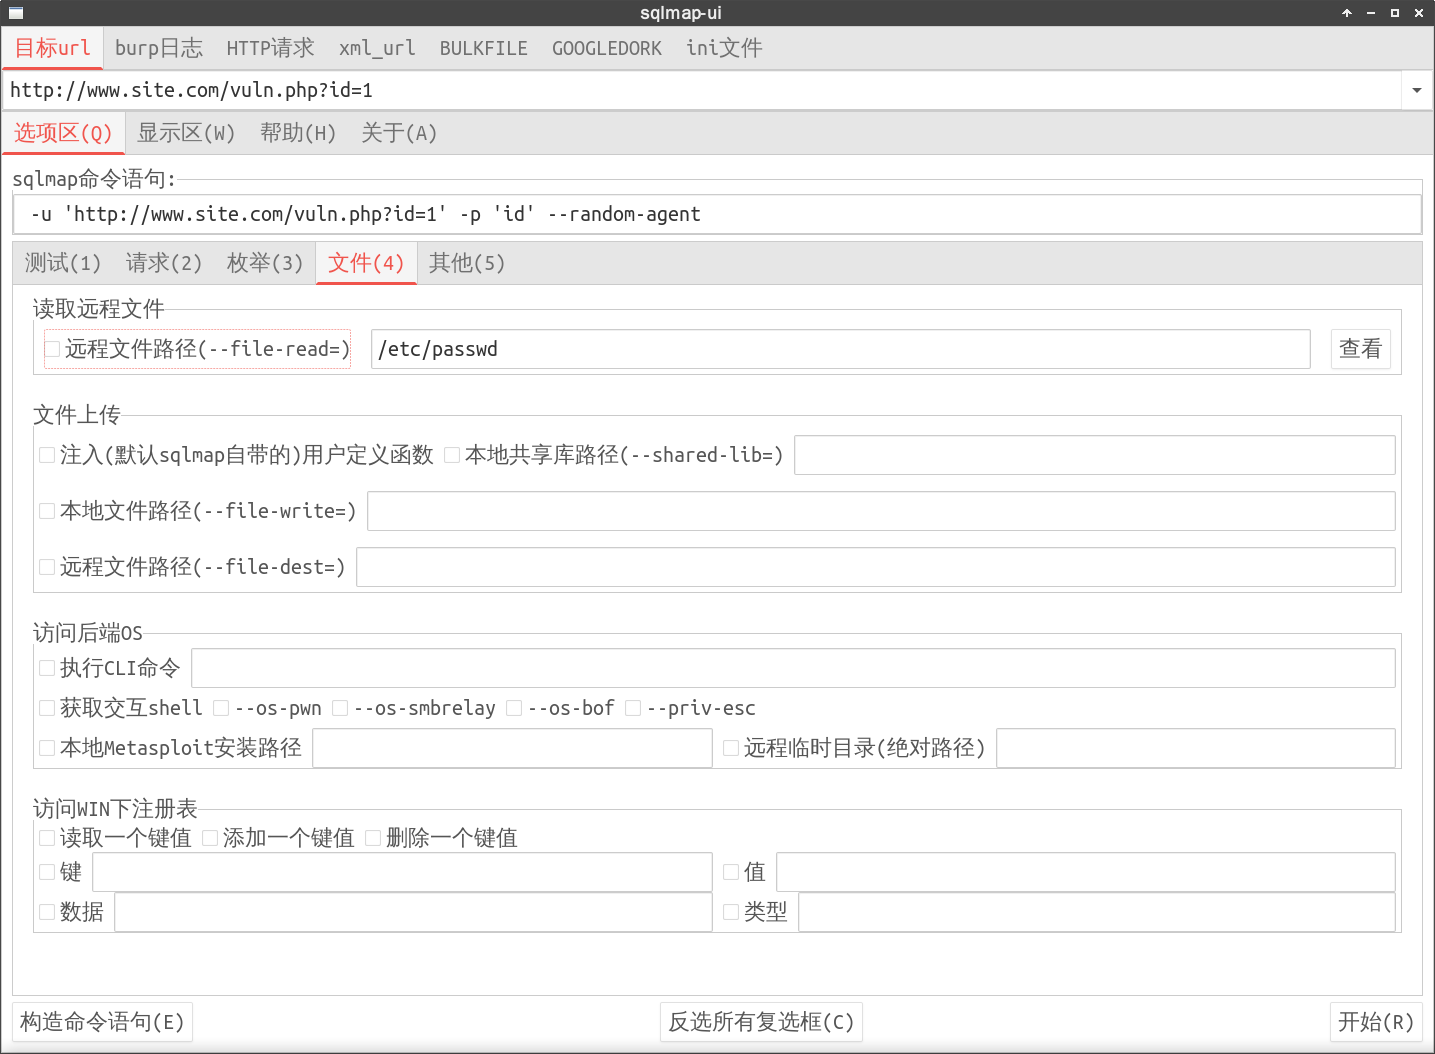 sqlmap-ui
目标url burp日志 HTTP请求 xml_url BULKFILE GOOGLEDORK ini文件
http://www.site.com/vuln.php?id=1
选项区(Q) 显示区(W) 帮助(H) 关于(A)
sqlmap命令语句:
-u 'http://www.site.com/vuln.php?id=1' -p 'id' --random-agent
测试(1) 请求(2) 枚举(3) 文件(4) 其他(5)
读取远程文件
远程文件路径(--file-read=) /etc/passwd 查看
文件上传
注入(默认sqlmap自带的)用户定义函数 本地共享库路径(--shared-lib=)
本地文件路径(--file-write=)
远程文件路径(--file-dest=)
访问后端OS
执行CLI命令
获取交互shell --os-pwn --os-smbrelay --os-bof --priv-esc
本地Metasploit安装路径 远程临时目录(绝对路径)
访问WIN下注册表
读取一个键值 添加一个键值 删除一个键值
键 值
数据 类型
构造命令语句(E) 反选所有复选框(C) 开始(R)